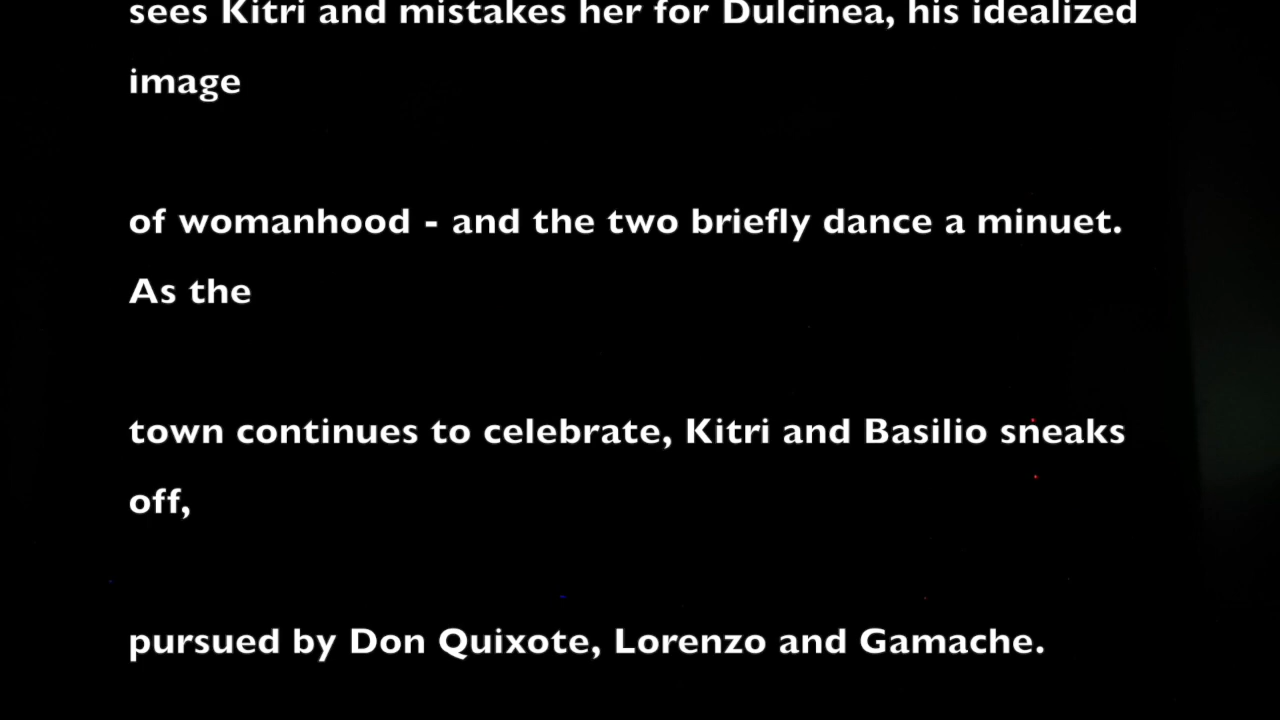 sees Kitri and mistakes her for Dulcinea, his idealized
image
of womanhood - and the two briefly dance a minuet.
As the
town continues to celebrate, Kitri and Basilio sneaks
off,
pursued by Don Quixote, Lorenzo and Gamache.